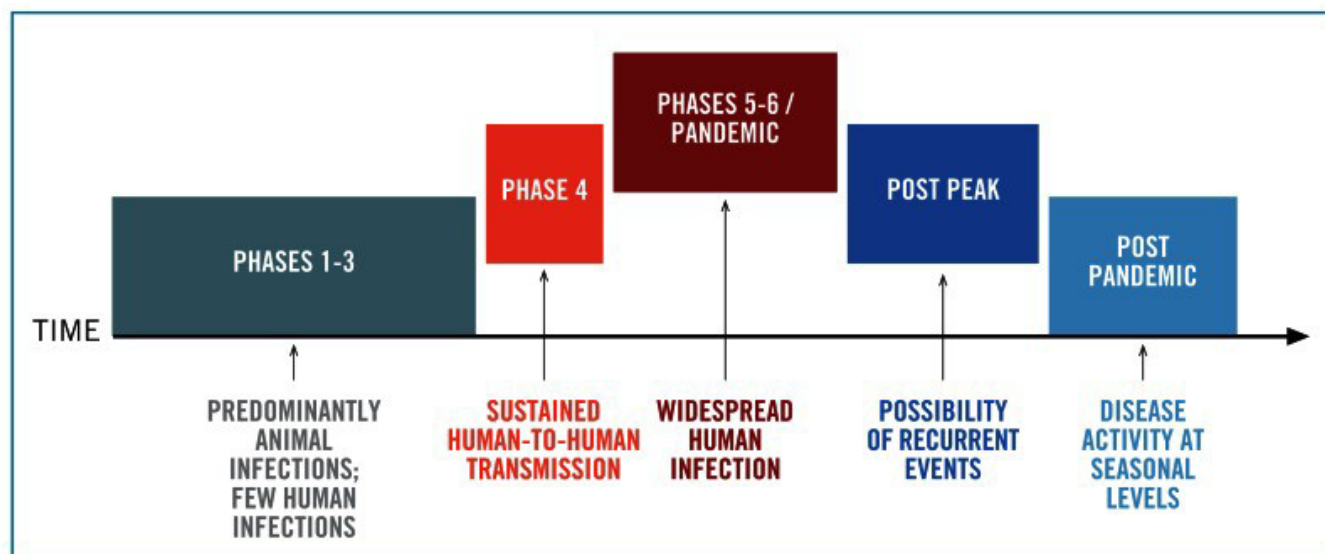 PHASES 5-6 /
PANDEMIC
PHASE 4
POST PEAK
PHASES 1-3
POST
PANDEMIC
TIME
PREDOMINANTLY
ANIMAL
INFECTIONS;
FEW HUMAN
INFECTIONS
SUSTAINED
HUMAN-TO-HUMAN
TRANSMISSION
WIDESPREAD
HUMAN
INFECTION
POSSIBILITY
OF RECURRENT
EVENTS
DISEASE
ACTIVITY AT
SEASONAL
LEVELS